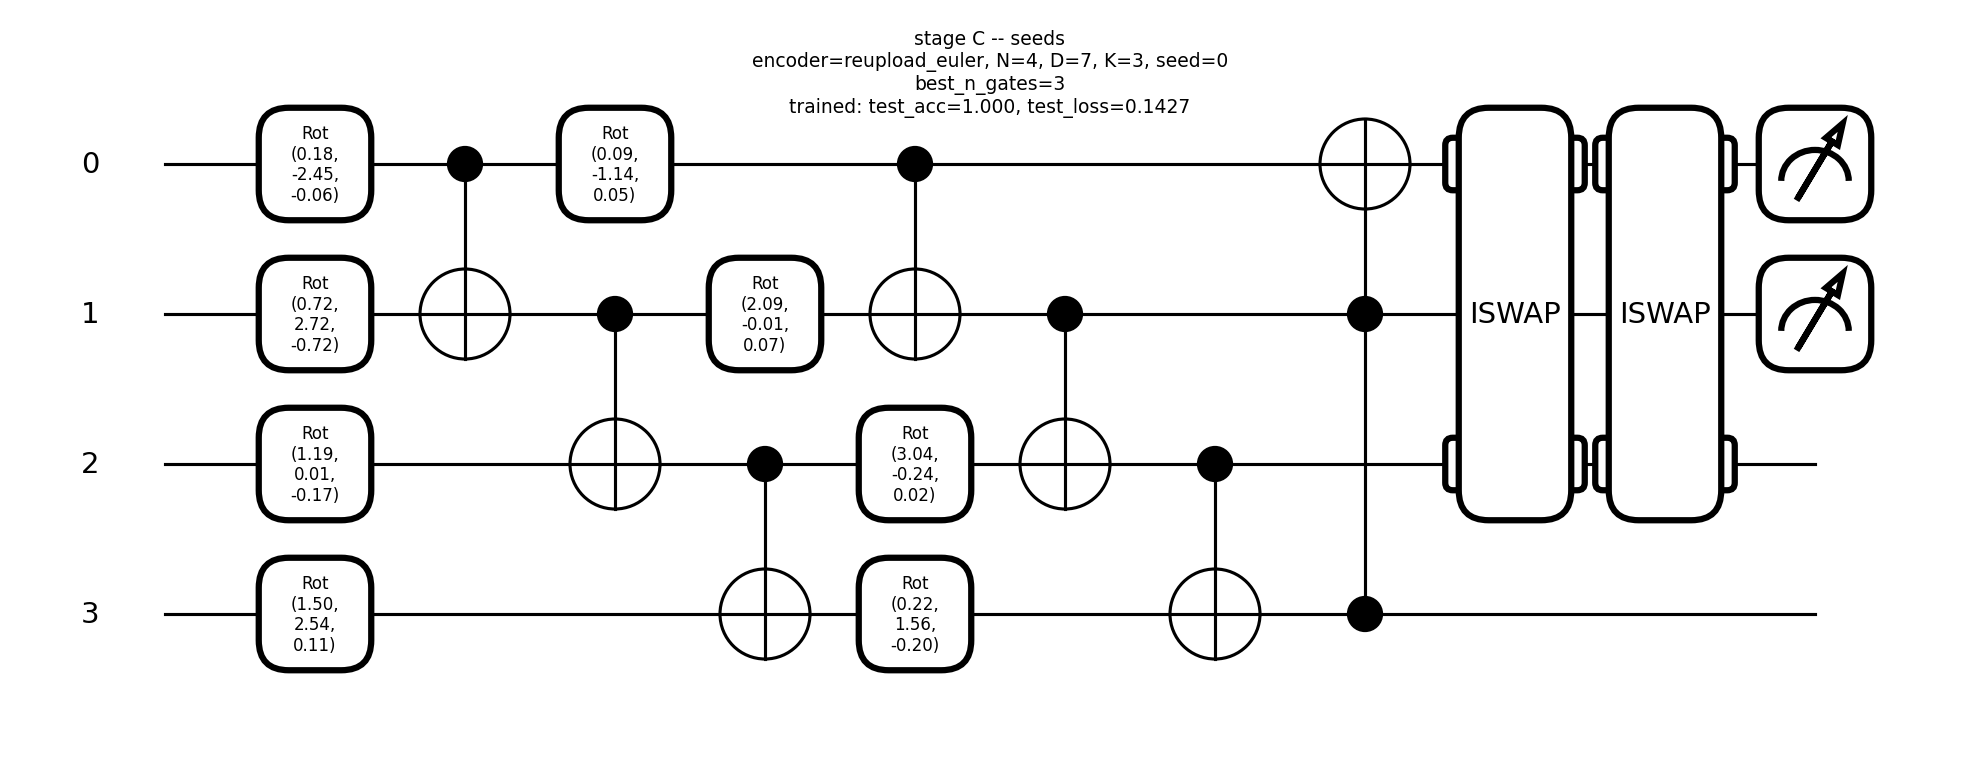 stage C -- seeds
encoder=reupload_euler, N=4, D=7, K=3, seed=0
best_n_gates=3
trained: test_acc=1.000, test_loss=0.1427
0
Rot
(0.18,
-2.45,
-0.06)
Rot
(0.09,
-1.14,
0.05)
1
Rot
(0.72,
2.72,
-0.72)
Rot
(2.09,
-0.01,
0.07)
ISWAP
ISWAP
2
Rot
(1.19,
0.01,
-0.17)
Rot
(3.04,
-0.24,
0.02)
3
Rot
(1.50,
2.54,
0.11)
Rot
(0.22,
1.56,
-0.20)